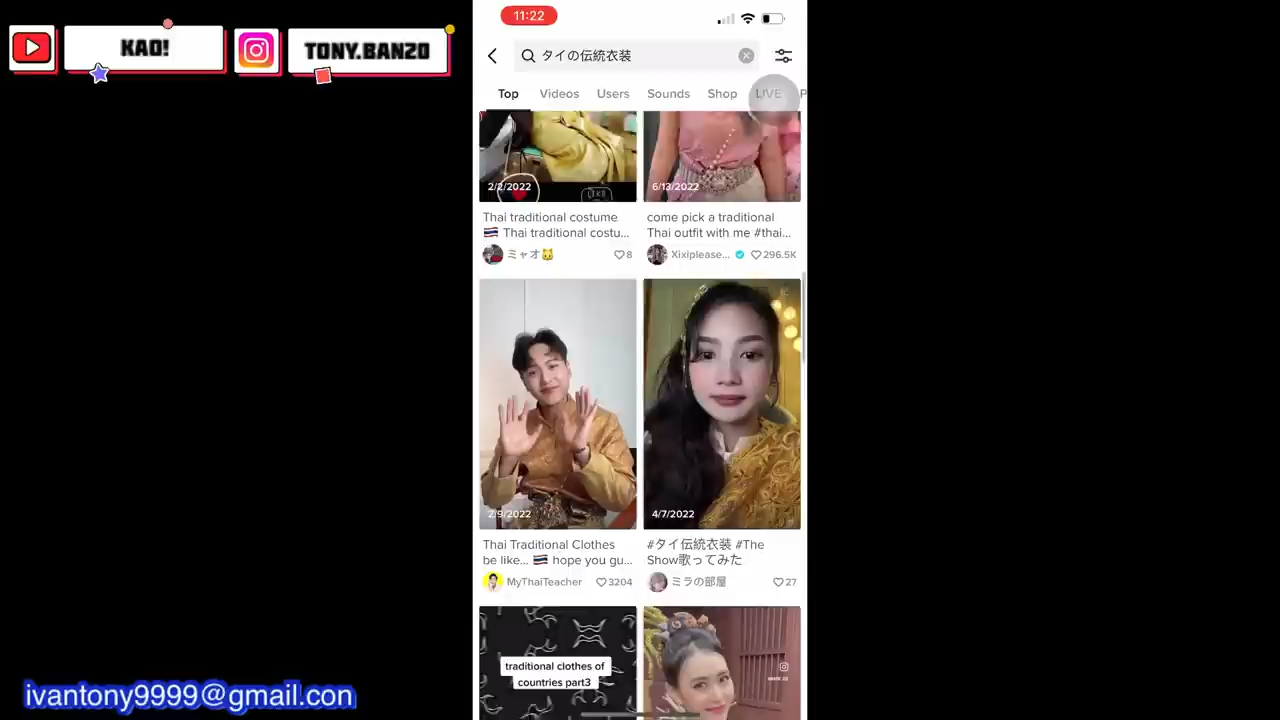 KAO!
TONY.BANZO
11:22
タイの伝統衣装
Top Videos Users Sounds Shop LIVE P
2/2/2022
LIKE
6/13/2022
Thai traditional costume
Thai traditional costu...
ミャオ
8
come pick a traditional
Thai outfit with me #thai...
Xixiplease...
296.5K
2/9/2022
4/7/2022
Thai Traditional Clothes
be like... hope you gu...
MyThaiTeacher
3204
#タイ伝統衣装 #The
Show歌ってみた
ミラの部屋
27
traditional clothes of
countries part3
ivantony9999@gmail.con